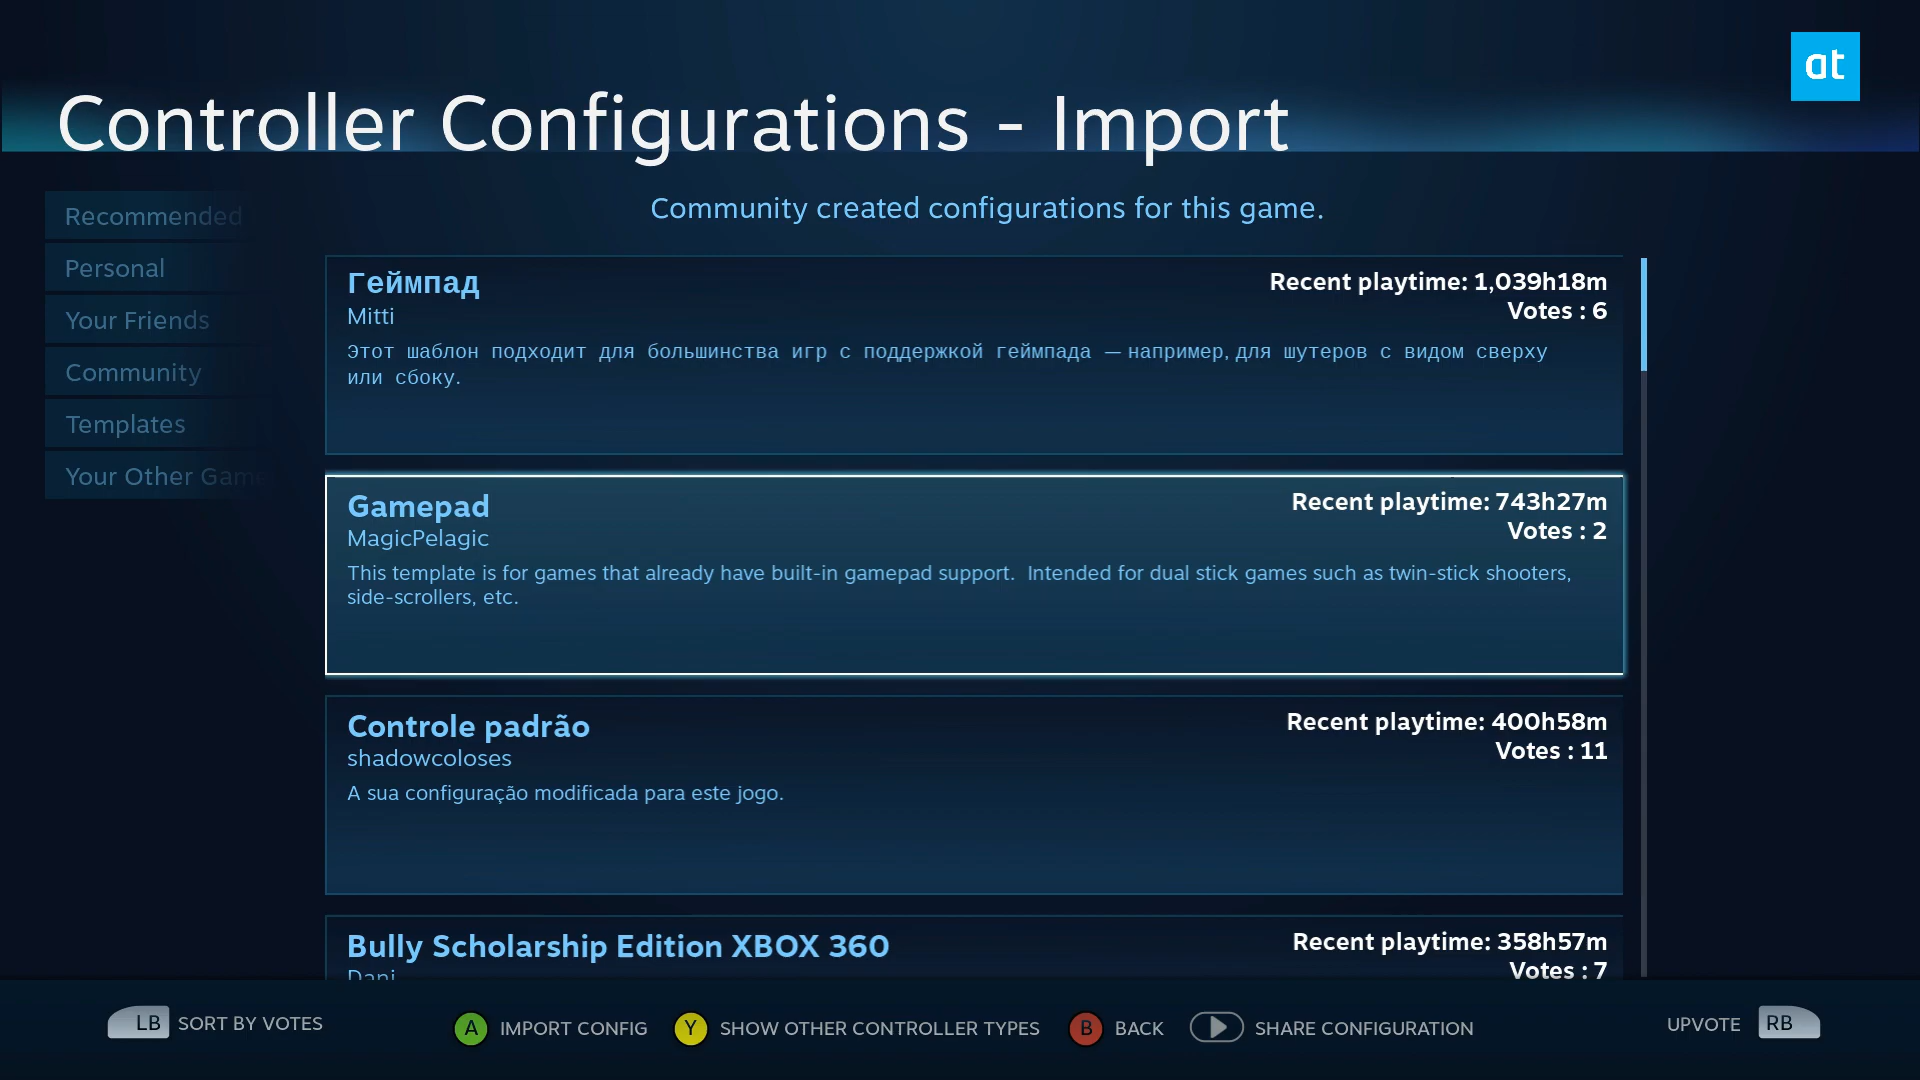 at
Controller Configurations - Import
Recommended
Personal
Your Friends
Community
Templates
Your Other Game
Community created configurations for this game.
Геймпад
Mitti
Recent playtime: 1,039h18m
Votes : 6
Этот шаблон подходит для большинства игр с поддержкой геймпада — например, для шутеров с видом сверху
или сбоку.
Gamepad
MagicPelagic
Recent playtime: 743h27m
Votes : 2
This template is for games that already have built-in gamepad support.  Intended for dual stick games such as twin-stick shooters,
side-scrollers, etc.
Controle padrão
shadowcoloses
Recent playtime: 400h58m
Votes : 11
A sua configuração modificada para este jogo.
Bully Scholarship Edition XBOX 360
Dani
Recent playtime: 358h57m
Votes : 7
LB SORT BY VOTES
A IMPORT CONFIG
Y SHOW OTHER CONTROLLER TYPES
B BACK
SHARE CONFIGURATION
UPVOTE RB